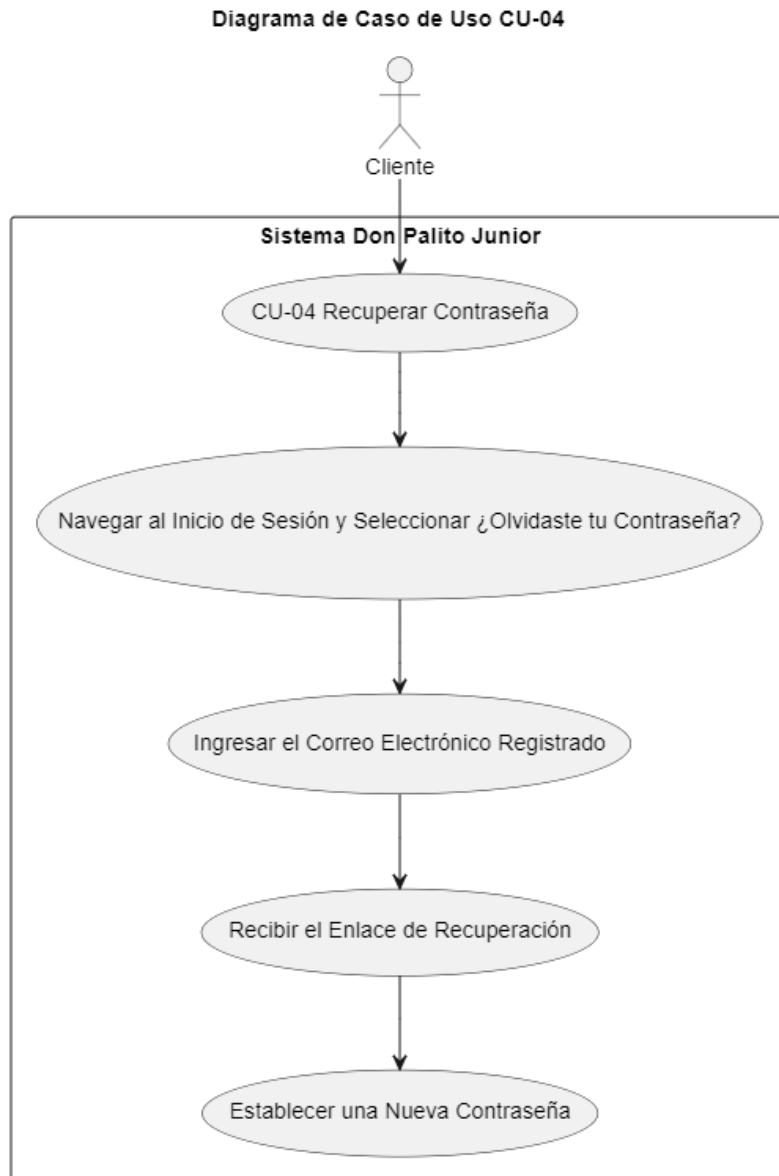 Diagrama de Caso de Uso CU-04
Cliente
Sistema Don Palito Junior
CU-04 Recuperar Contraseña
Navegar al Inicio de Sesión y Seleccionar ¿Olvidaste tu Contraseña?
Ingresar el Correo Electrónico Registrado
Recibir el Enlace de Recuperación
Establecer una Nueva Contraseña